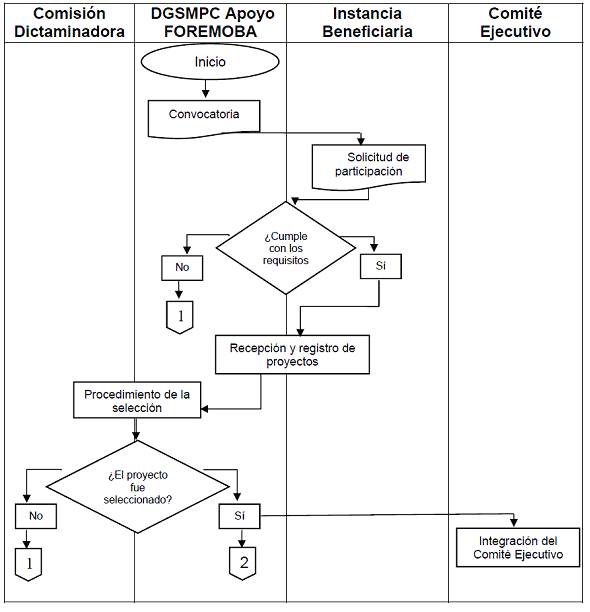 Comisión
Dictaminadora
DGSMPC Apoyo
FOREMOBA
Instancia
Beneficiaria
Comité
Ejecutivo
Inicio
Convocatoria
Solicitud de
participación
¿Cumple
con los
requisitos
No
Sí
1
Recepción y registro de
proyectos
Procedimiento de la
selección
¿El proyecto
fue
seleccionado?
No
Sí
1
2
Integración del
Comité Ejecutivo